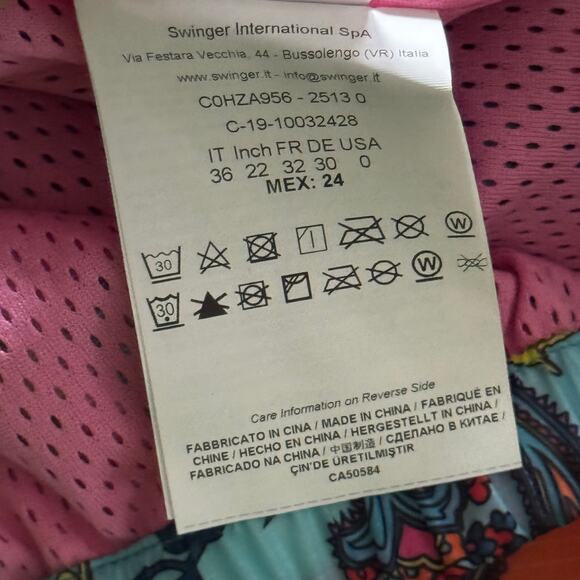 Swinger International SpA
Via Festara Vecchia, 44 - Bussolengo (VR) Italia
www.swinger.it - info@swinger.it
C0HZA956 - 2513 0
C-19-10032428
IT Inch FR DE USA
36 22 32 30 0
MEX: 24
30 W
30 W
Care Information on Reverse Side
FABBRICATO IN CINA / MADE IN CHINA / FABRIQUÉ EN
CHINE / HECHO EN CHINA / HERGESTELLT IN CHINA /
FABRICADO NA CHINA / 中国制造 / СДЕЛАНО В КИТАЕ /
ÇIN'DE ÜRETILMIŞTIR
CA50584